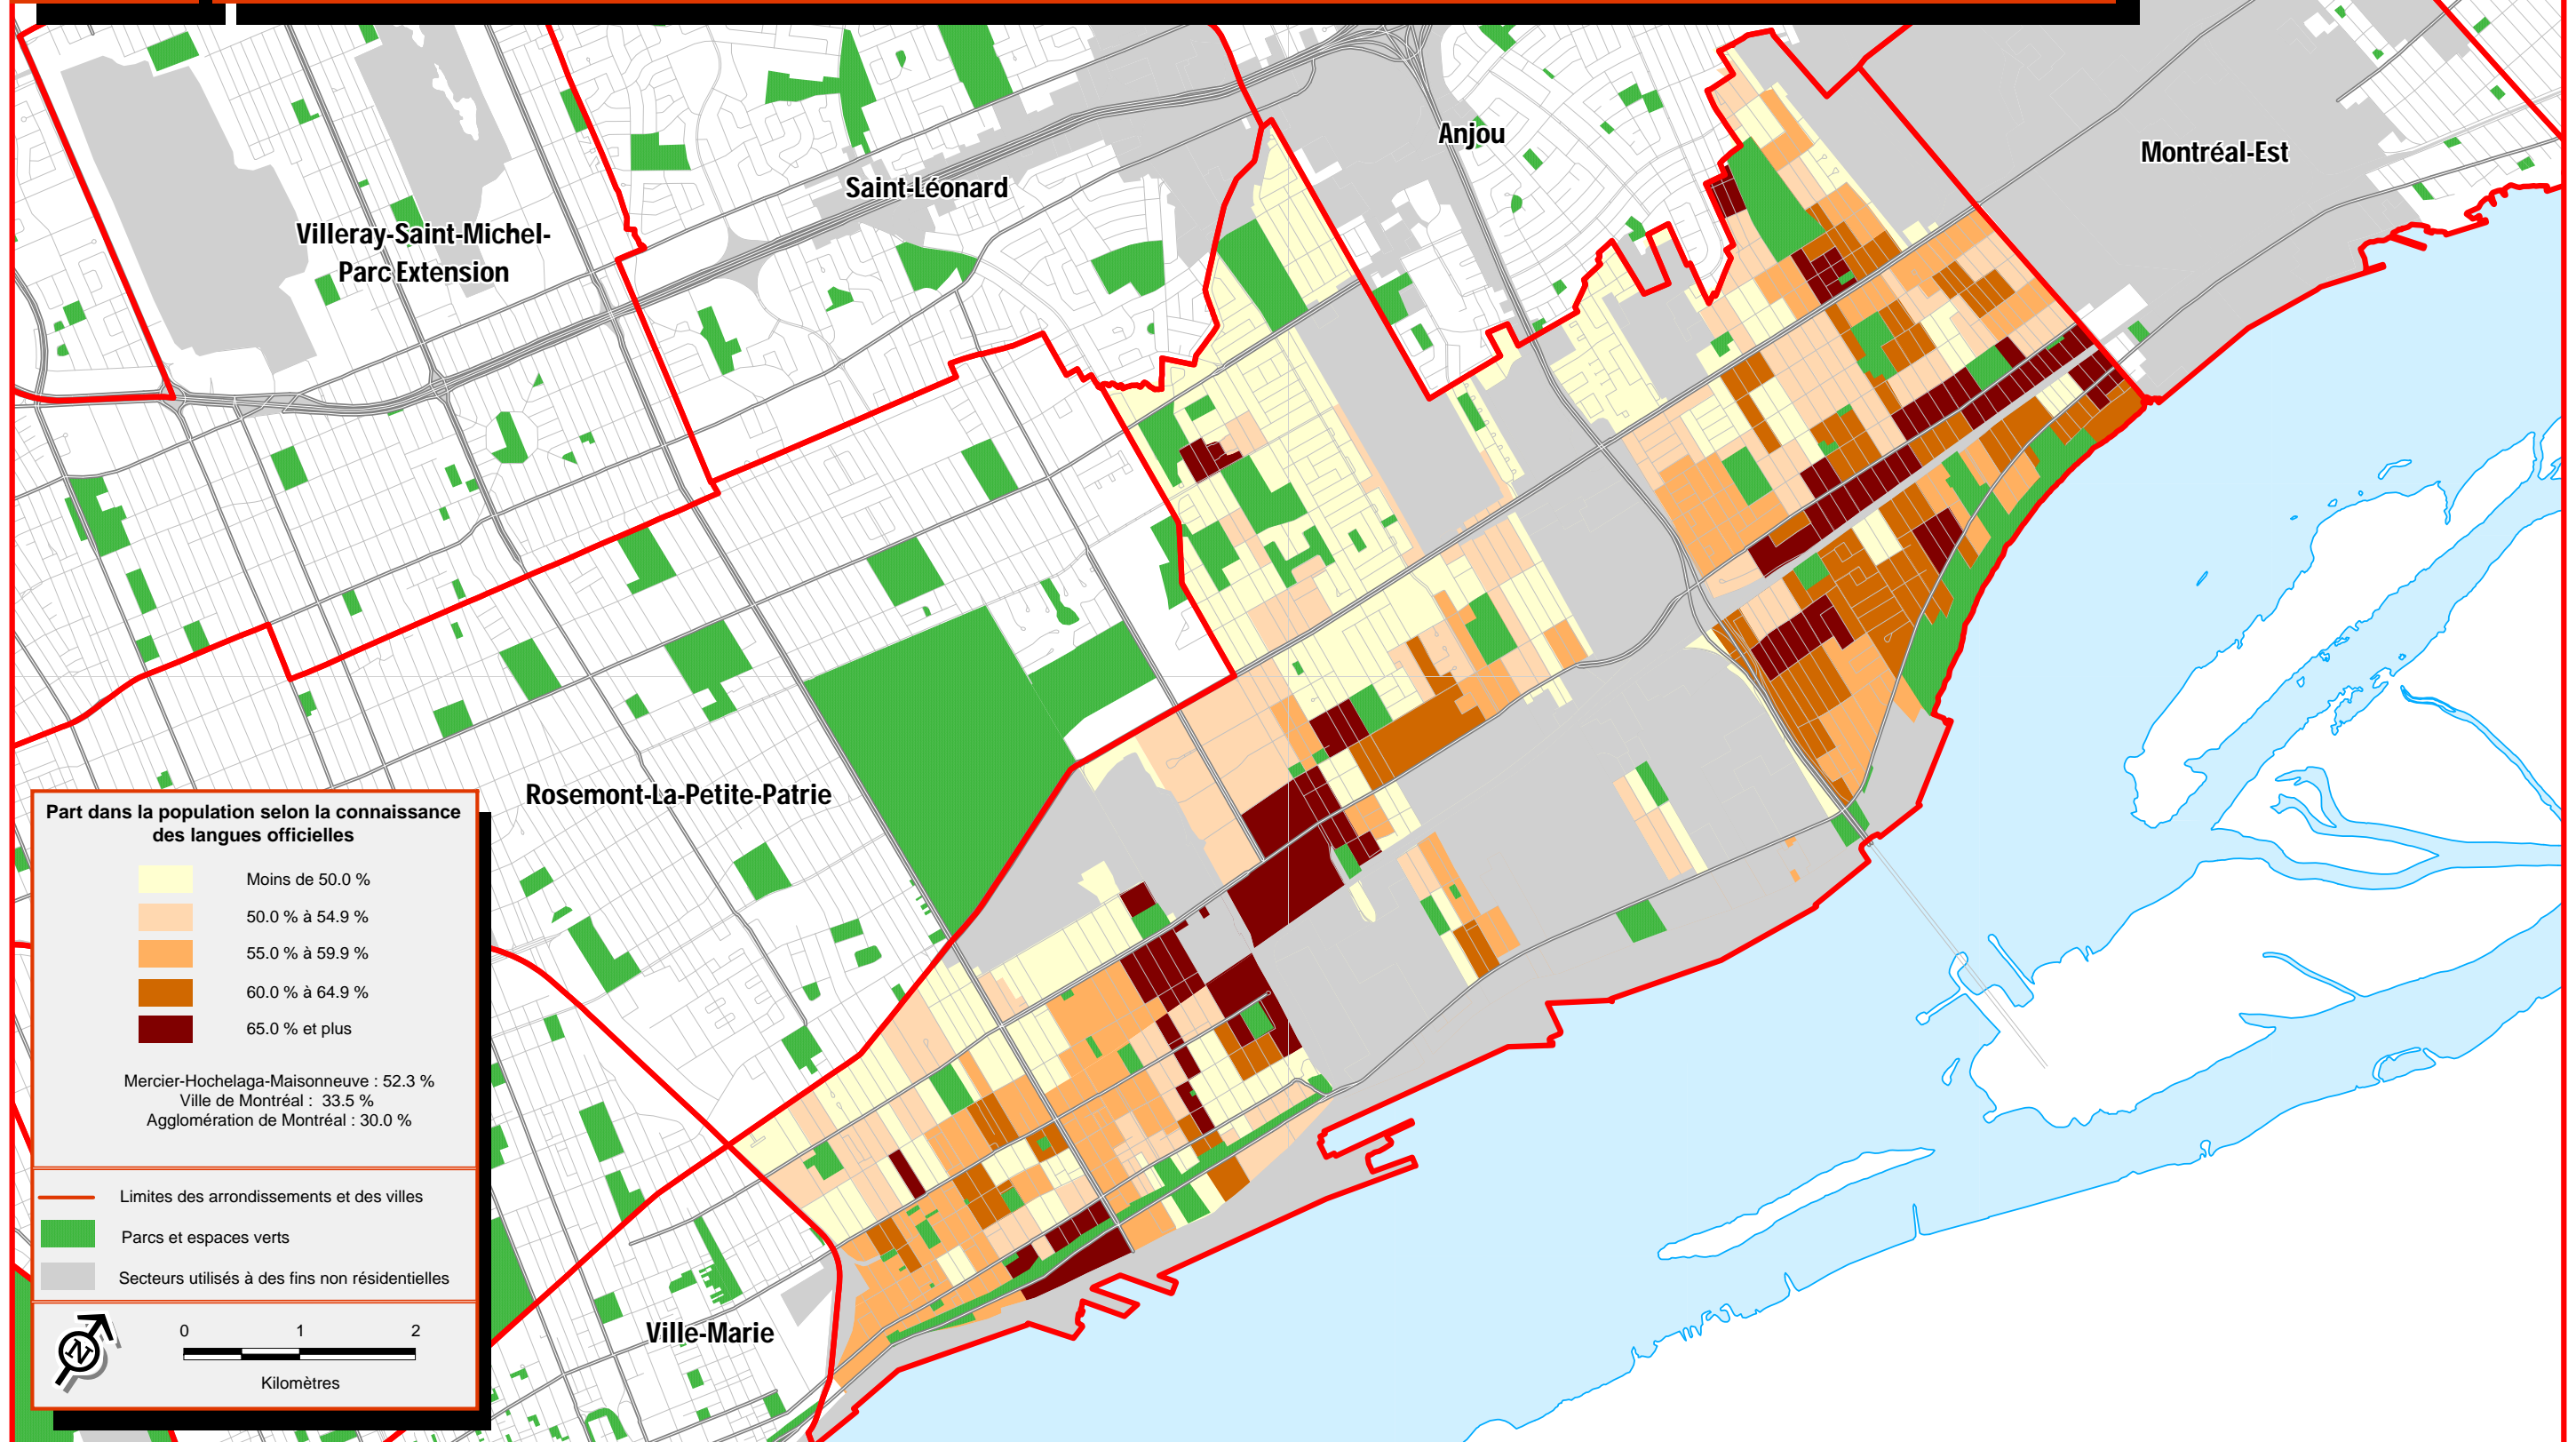 Anjou
Montréal-Est
Saint-Léonard
Villeray-Saint-Michel-
Parc Extension
Rosemont-La-Petite-Patrie
Ville-Marie
Part dans la population selon la connaissance
des langues officielles
Moins de 50.0 %
50.0 % à 54.9 %
55.0 % à 59.9 %
60.0 % à 64.9 %
65.0 % et plus
Mercier-Hochelaga-Maisonneuve : 52.3 %
Ville de Montréal : 33.5 %
Agglomération de Montréal : 30.0 %
Limites des arrondissements et des villes
Parcs et espaces verts
Secteurs utilisés à des fins non résidentielles
N
0 1 2
Kilomètres